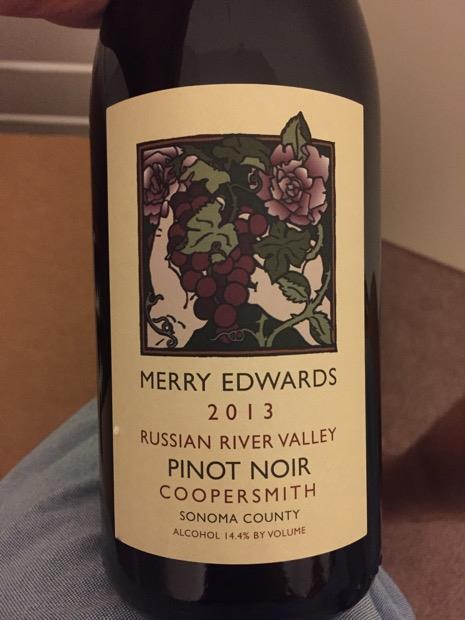 MERRY EDWARDS
2013
RUSSIAN RIVER VALLEY
PINOT NOIR
COOPERSMITH
SONOMA COUNTY
ALCOHOL 14.4% BY VOLUME